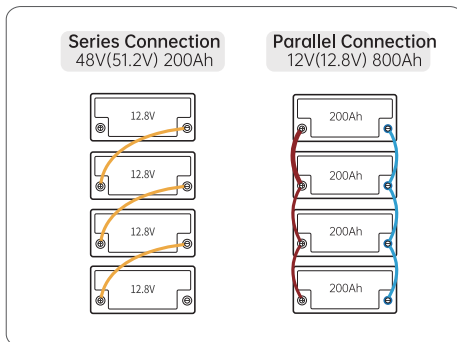 Series Connection
48V(51.2V) 200Ah
12.8V
12.8V
12.8V
12.8V
Parallel Connection
12V(12.8V) 800Ah
200Ah
200Ah
200Ah
200Ah